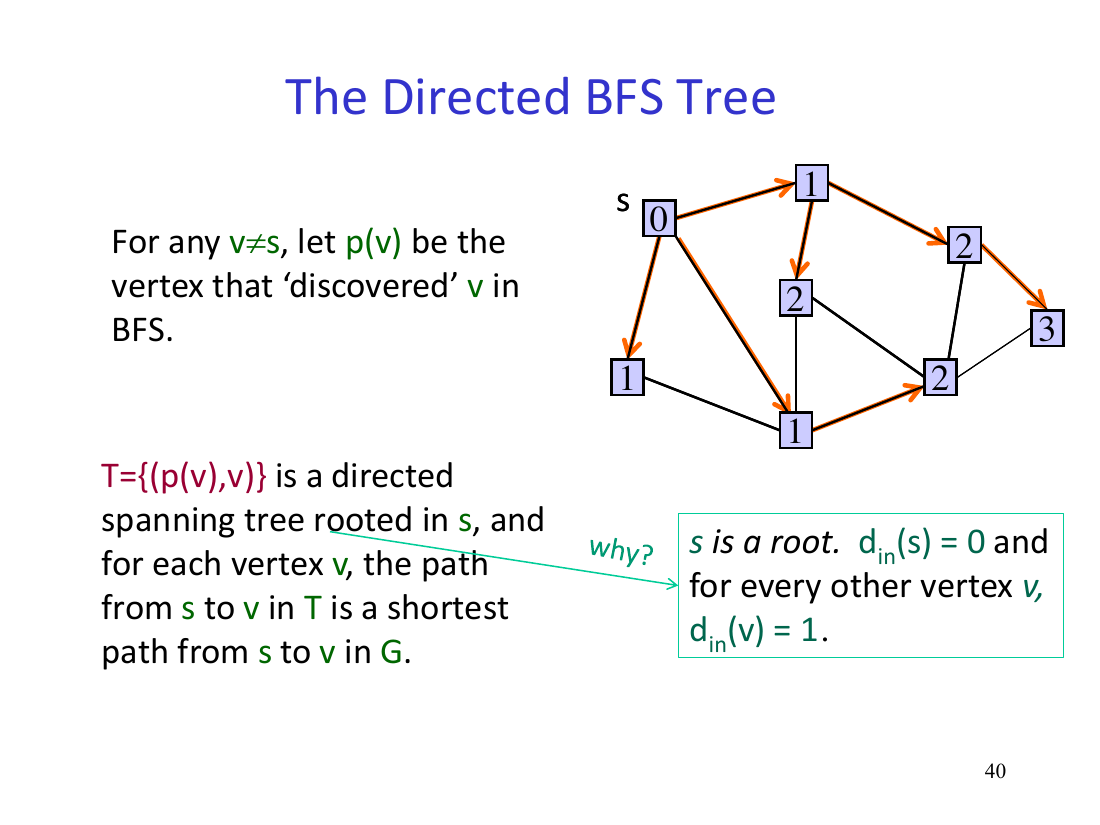 The Directed BFS Tree
For any v≠s, let p(v) be the
vertex that ‘discovered’ v in
BFS.
s
0
1
2
2
3
1
2
1
T={(p(v),v)} is a directed
spanning tree rooted in s, and
for each vertex v, the path
from s to v in T is a shortest
path from s to v in G.
why?
s is a root. d_in(s) = 0 and
for every other vertex v,
d_in(v) = 1.
40